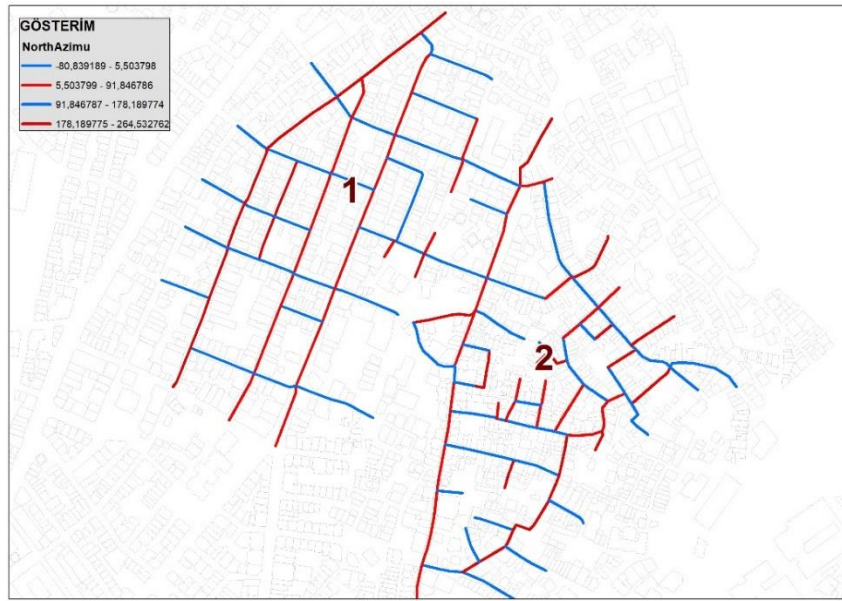 GÖSTERİM
NorthAzimu
-80,839189 - 5,503798
5,503799 - 91,846786
91,846787 - 178,189774
178,189775 - 264,532762
1
2